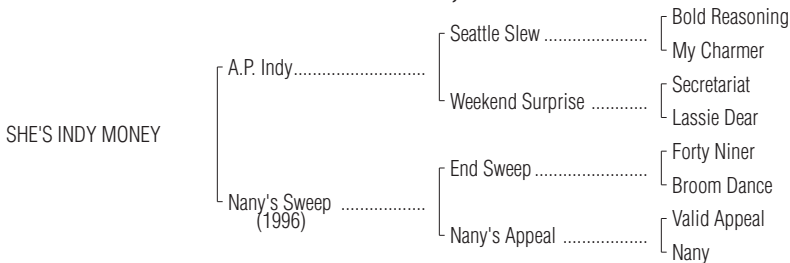 Bold Reasoning
Seattle Slew ........................
My Charmer
A.P. Indy.............................
Secretariat
Weekend Surprise .............
Lassie Dear
SHE'S INDY MONEY
Forty Niner
End Sweep ..........................
Broom Dance
Nany's Sweep ...................
(1996)
Valid Appeal
Nany's Appeal ...................
Nany